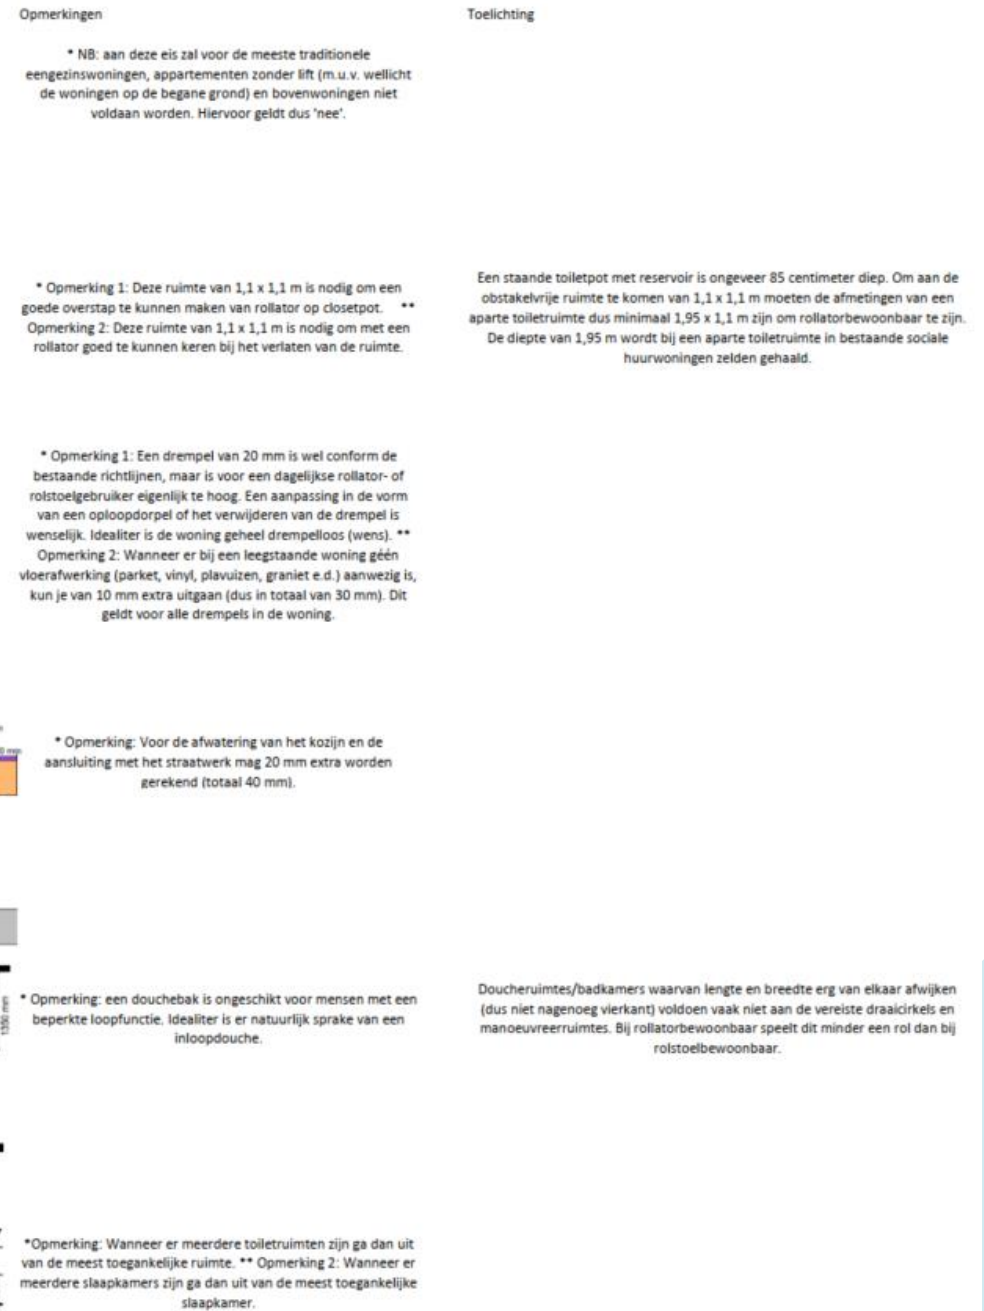 Opmerkingen
Toelichting
* NB: aan deze eis zal voor de meeste traditionele
eengezinswoningen, appartementen zonder lift (m.u.v. wellicht
de woningen op de begane grond) en bovenwoningen niet
voldaan worden. Hiervoor geldt dus 'nee'.
* Opmerking 1: Deze ruimte van 1,1 x 1,1 m is nodig om een
goede overstap te kunnen maken van rollator op closetpot. **
Opmerking 2: Deze ruimte van 1,1 x 1,1 m is nodig om met een
rollator goed te kunnen keren bij het verlaten van de ruimte.
Een staande toiletpot met reservoir is ongeveer 85 centimeter diep. Om aan de
obstakelvrije ruimte te komen van 1,1 x 1,1 m moeten de afmetingen van een
aparte toiletruimte dus minimaal 1,95 x 1,1 m zijn om rollatorbewoonbaar te zijn.
De diepte van 1,95 m wordt bij een aparte toiletruimte in bestaande sociale
huurwoningen zelden gehaald.
* Opmerking 1: Een drempel van 20 mm is wel conform de
bestaande richtlijnen, maar is voor een dagelijkse rollator- of
rolstoelgebruiker eigenlijk te hoog. Een aanpassing in de vorm
van een oploopdorpel of het verwijderen van de drempel is
wenselijk. Idealiter is de woning geheel drempelloos (wens). **
Opmerking 2: Wanneer er bij een leegstaande woning géén
vloerafwerking (parket, vinyl, plavuizen, graniet e.d.) aanwezig is,
kun je van 10 mm extra uitgaan (dus in totaal van 30 mm). Dit
geldt voor alle drempels in de woning.
* Opmerking: Voor de afwatering van het kozijn en de
aansluiting met het straatwerk mag 20 mm extra worden
gerekend (totaal 40 mm).
1350 mm
* Opmerking: een douchebak is ongeschikt voor mensen met een
beperkte loopfunctie. Idealiter is er natuurlijk sprake van een
inloopdouche.
Doucheruimtes/badkamers waarvan lengte en breedte erg van elkaar afwijken
(dus niet nagenoeg vierkant) voldoen vaak niet aan de vereiste draaicirkels en
manoeuvreerruimtes. Bij rollatorbewoonbaar speelt dit minder een rol dan bij
rolstoelbewoonbaar.
*Opmerking: Wanneer er meerdere toiletruimten zijn ga dan uit
van de meest toegankelijke ruimte. ** Opmerking 2: Wanneer er
meerdere slaapkamers zijn ga dan uit van de meest toegankelijke
slaapkamer.